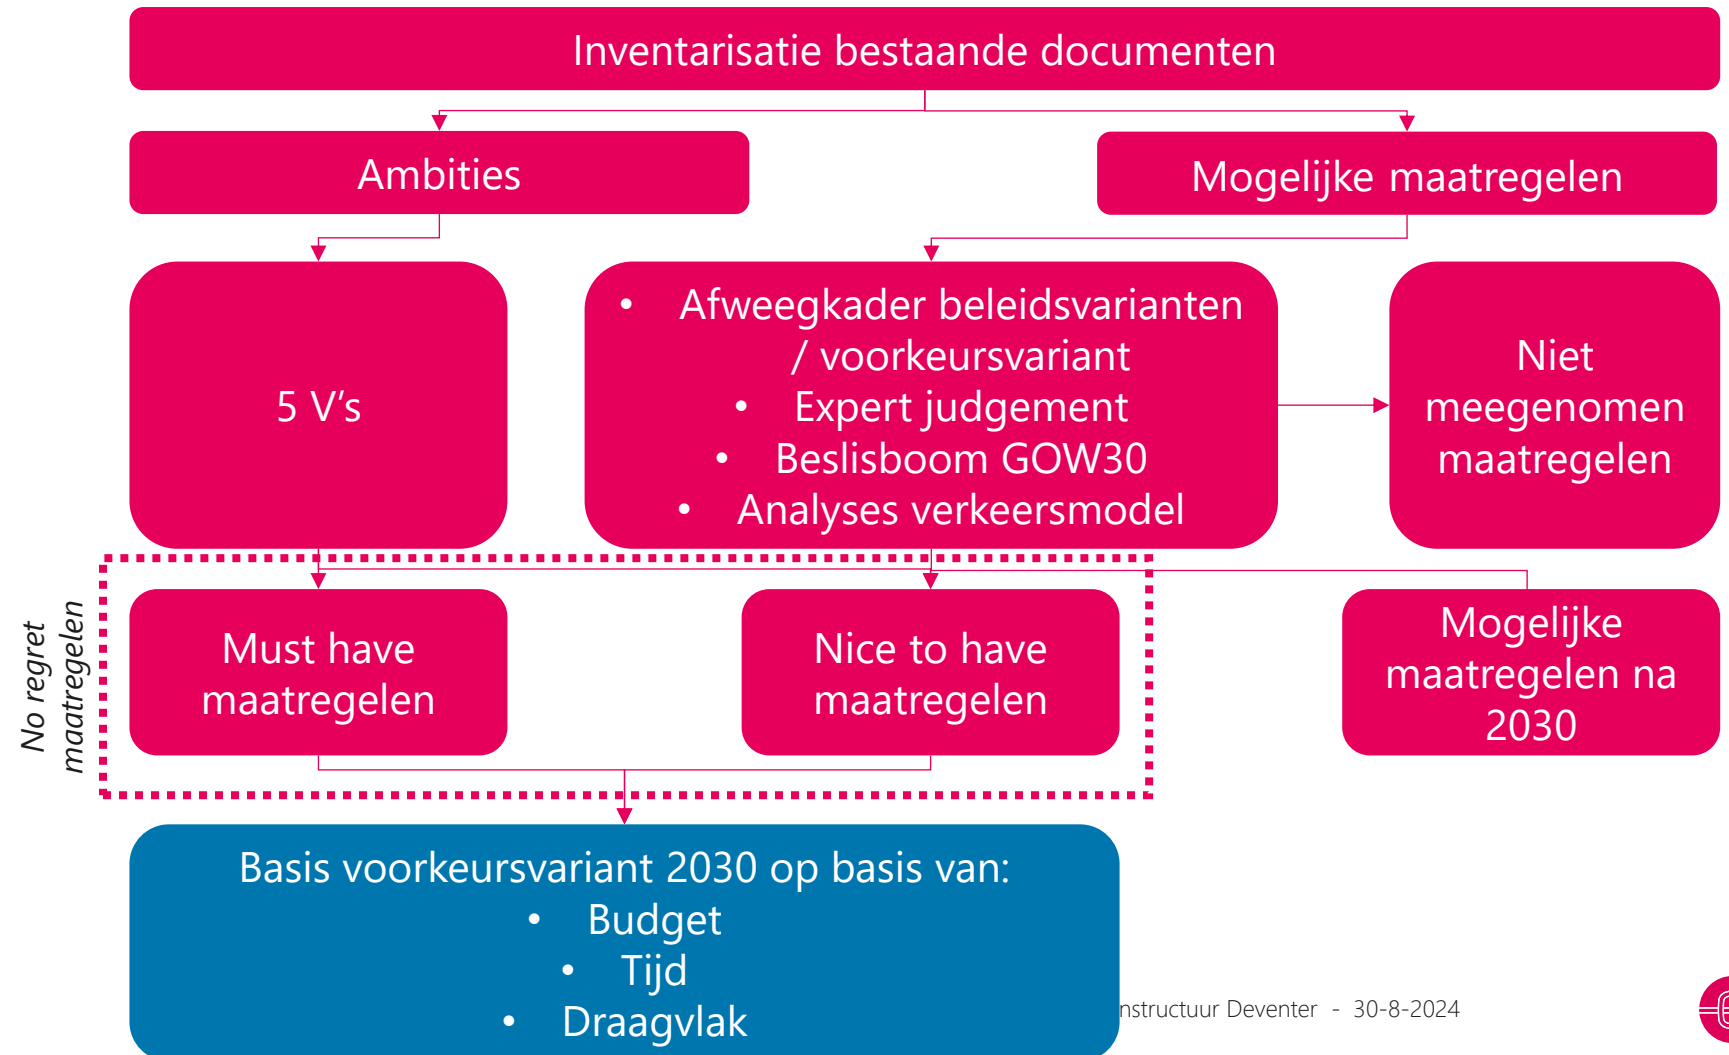 Inventarisatie bestaande documenten
Ambities
Mogelijke maatregelen
5 V's
• Afweegkader beleidsvarianten
/ voorkeursvariant
• Expert judgement
• Beslisboom GOW30
• Analyses verkeersmodel
Niet
meegenomen
maatregelen
No regret
maatregelen
Must have
maatregelen
Nice to have
maatregelen
Mogelijke
maatregelen na
2030
Basis voorkeursvariant 2030 op basis van:
• Budget
• Tijd
• Draagvlak
nstructuur Deventer - 30-8-2024